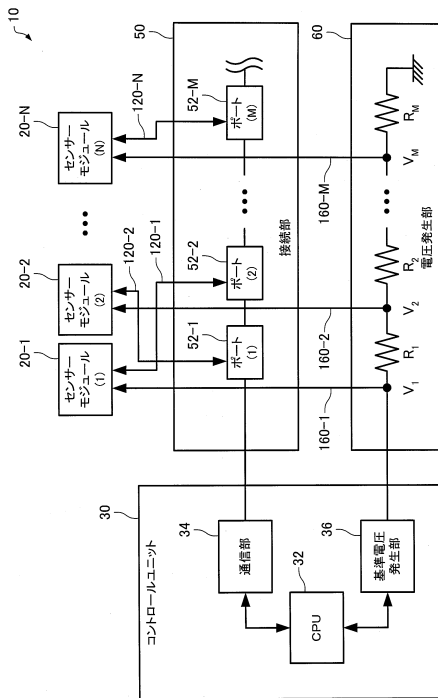 10
20-1
センサー
モジュール
(1)
20-2
センサー
モジュール
(2)
20-N
センサー
モジュール
(N)
120-2
120-1
120-N
30
コントロールユニット
34
通信部
32
CPU
36
基準電圧
発生部
50
52-1
ポート
(1)
52-2
ポート
(2)
52-M
ポート
(M)
接続部
160-1
160-2
160-M
60
V1
R1
V2
R2
VM
RM
電圧発生部